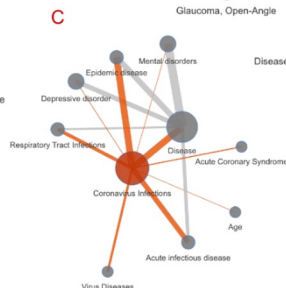 C
Glaucoma, Open-Angle
Mental disorders
Disease
Epidemic disease
Depressive disorder
e
Disease
Respiratory Tract Infections
Acute Coronary Syndrome
Coronavirus Infections
Age
Acute infectious disease
Virus Diseases